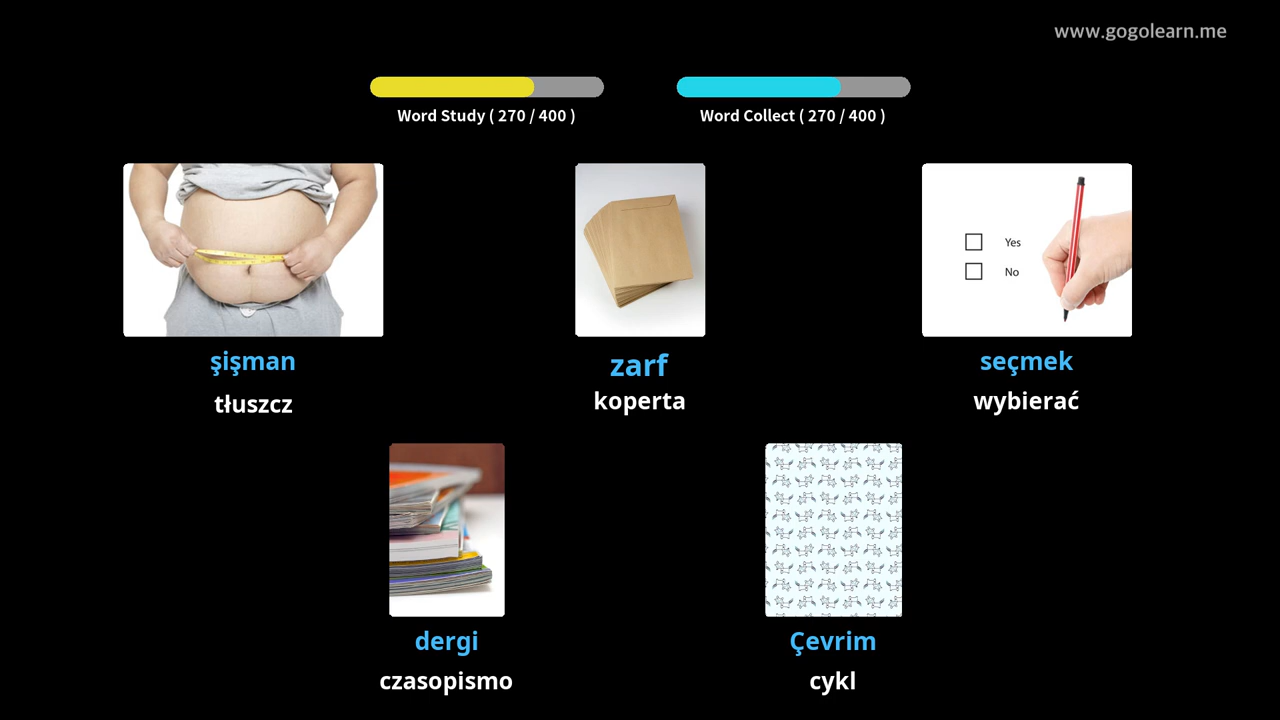 www.gogolearn.me
Word Study ( 270 / 400 )
Word Collect ( 270 / 400 )
Yes
No
şişman
zarf
seçmek
tłuszcz
koperta
wybierać
dergi
Çevrim
czasopismo
cykl